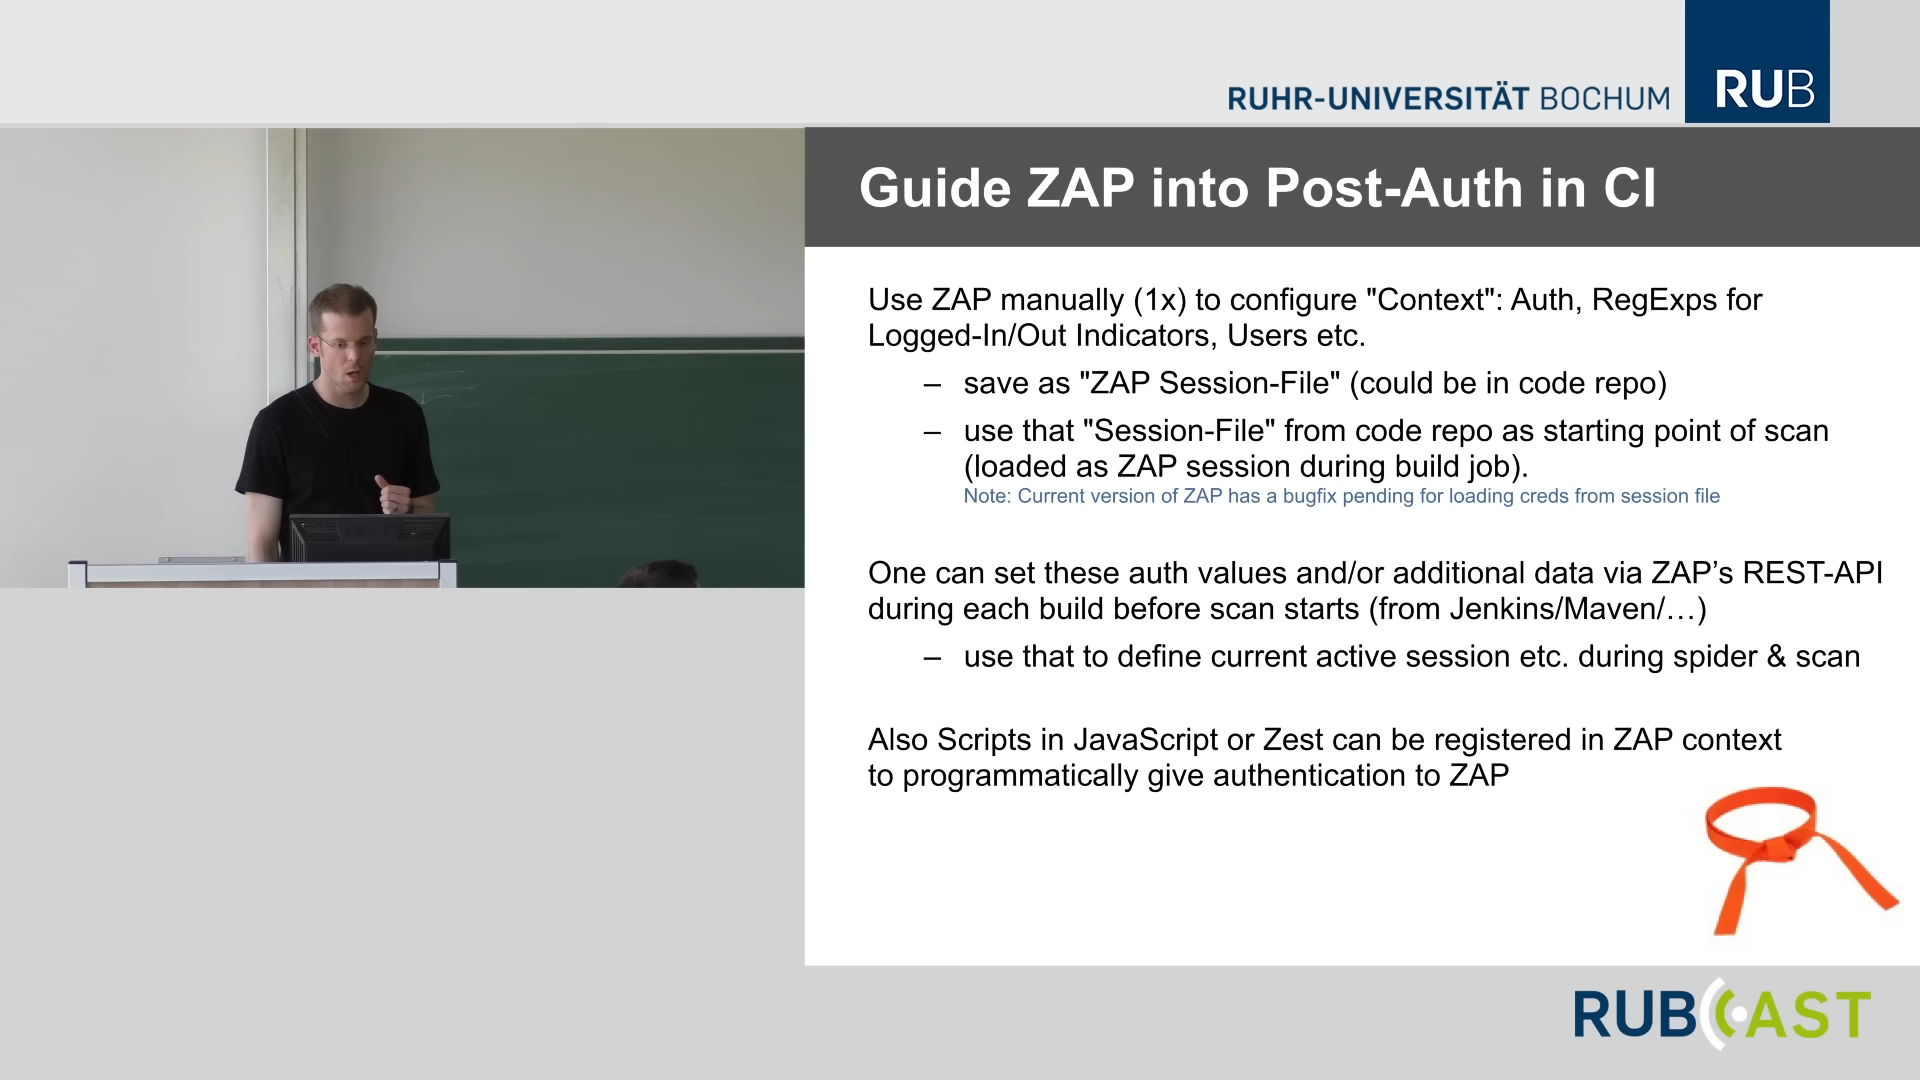 RUHR-UNIVERSITÄT BOCHUM
RUB
Guide ZAP into Post-Auth in CI
Use ZAP manually (1x) to configure "Context": Auth, RegExps for
Logged-In/Out Indicators, Users etc.
– save as "ZAP Session-File" (could be in code repo)
– use that "Session-File" from code repo as starting point of scan
(loaded as ZAP session during build job).
Note: Current version of ZAP has a bugfix pending for loading creds from session file
One can set these auth values and/or additional data via ZAP’s REST-API
during each build before scan starts (from Jenkins/Maven/…)
– use that to define current active session etc. during spider & scan
Also Scripts in JavaScript or Zest can be registered in ZAP context
to programmatically give authentication to ZAP
RUBCAST